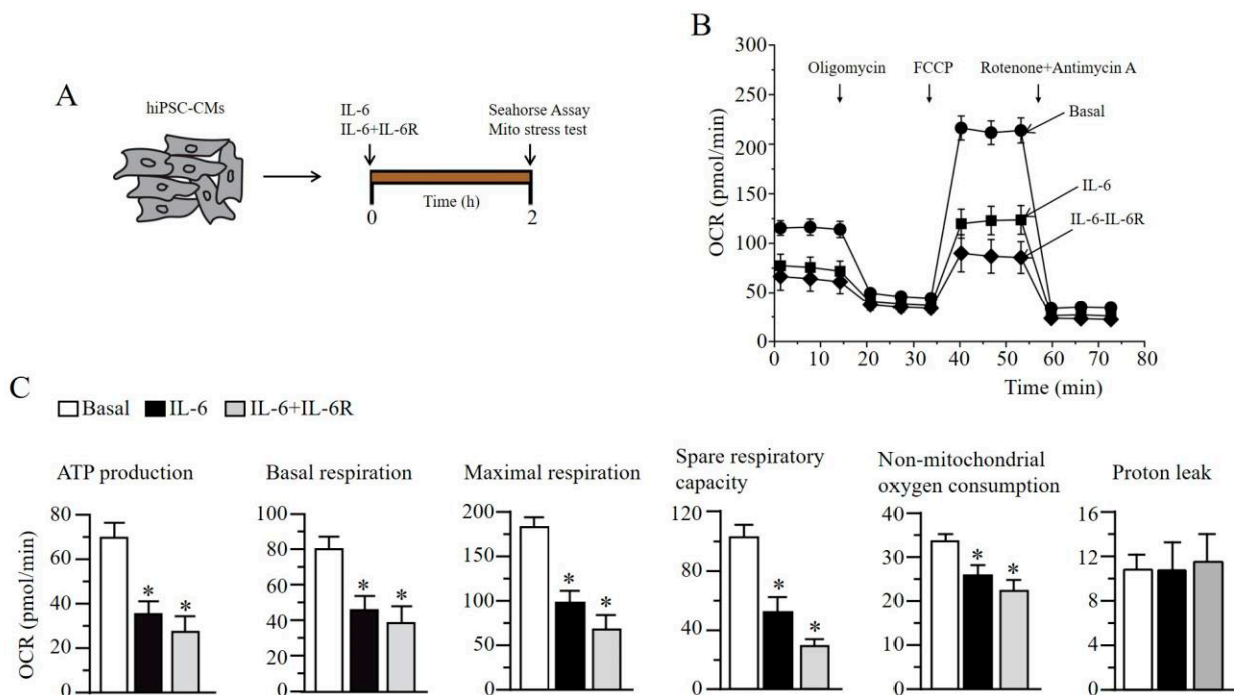 A
hiPSC-CMs
IL-6
IL-6+IL-6R
Seahorse Assay
Mito stress test
Time (h)
0
2
B
300
250
200
150
100
50
0
OCR (pmol/min)
Oligomycin
FCCP
Rotenone+Antimycin A
Basal
IL-6
IL-6-IL-6R
0 10 20 30 40 50 60 70 80
Time (min)
C
Basal IL-6 IL-6+IL-6R
ATP production
OCR (pmol/min)
80
60
40
20
0
* *
Basal respiration
100
80
60
40
20
0
* *
Maximal respiration
200
150
100
50
0
* *
Spare respiratory
capacity
120
90
60
30
0
* *
Non-mitochondrial
oxygen consumption
40
30
20
10
0
* *
Proton leak
16
12
8
4
0